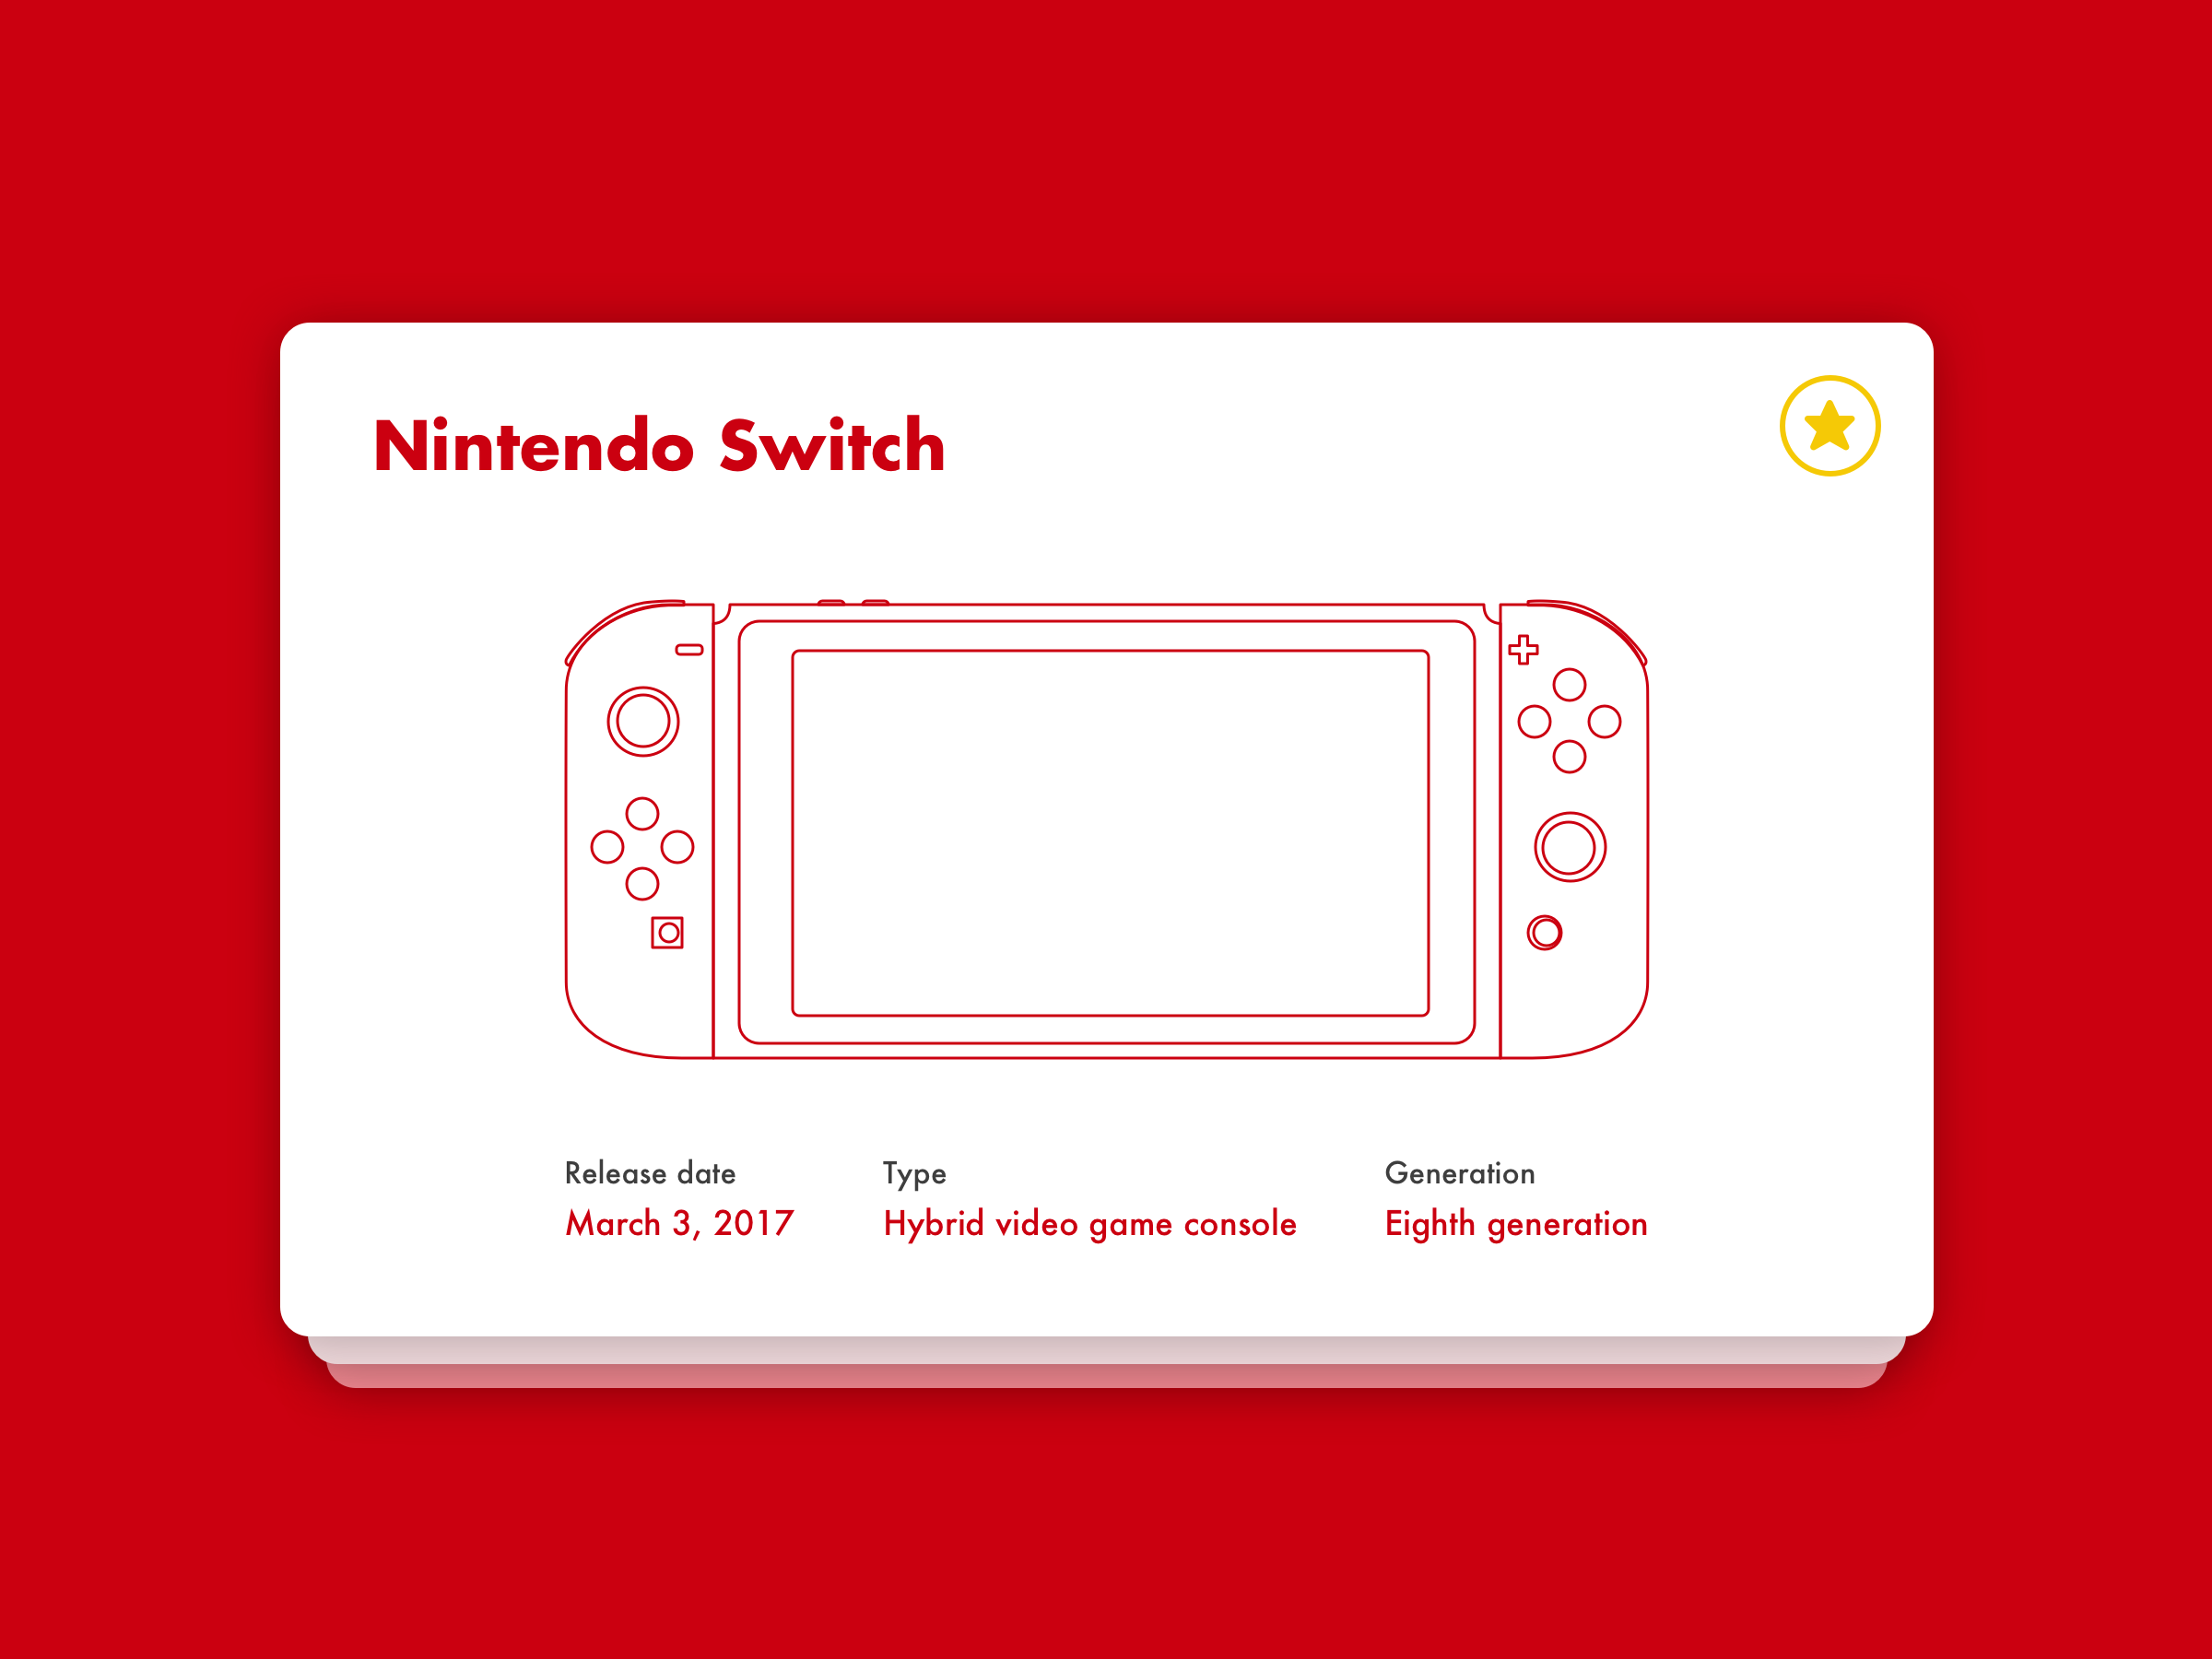 Nintendo Switch
Release date
March 3, 2017
Type
Hybrid video game console
Generation
Eighth generation